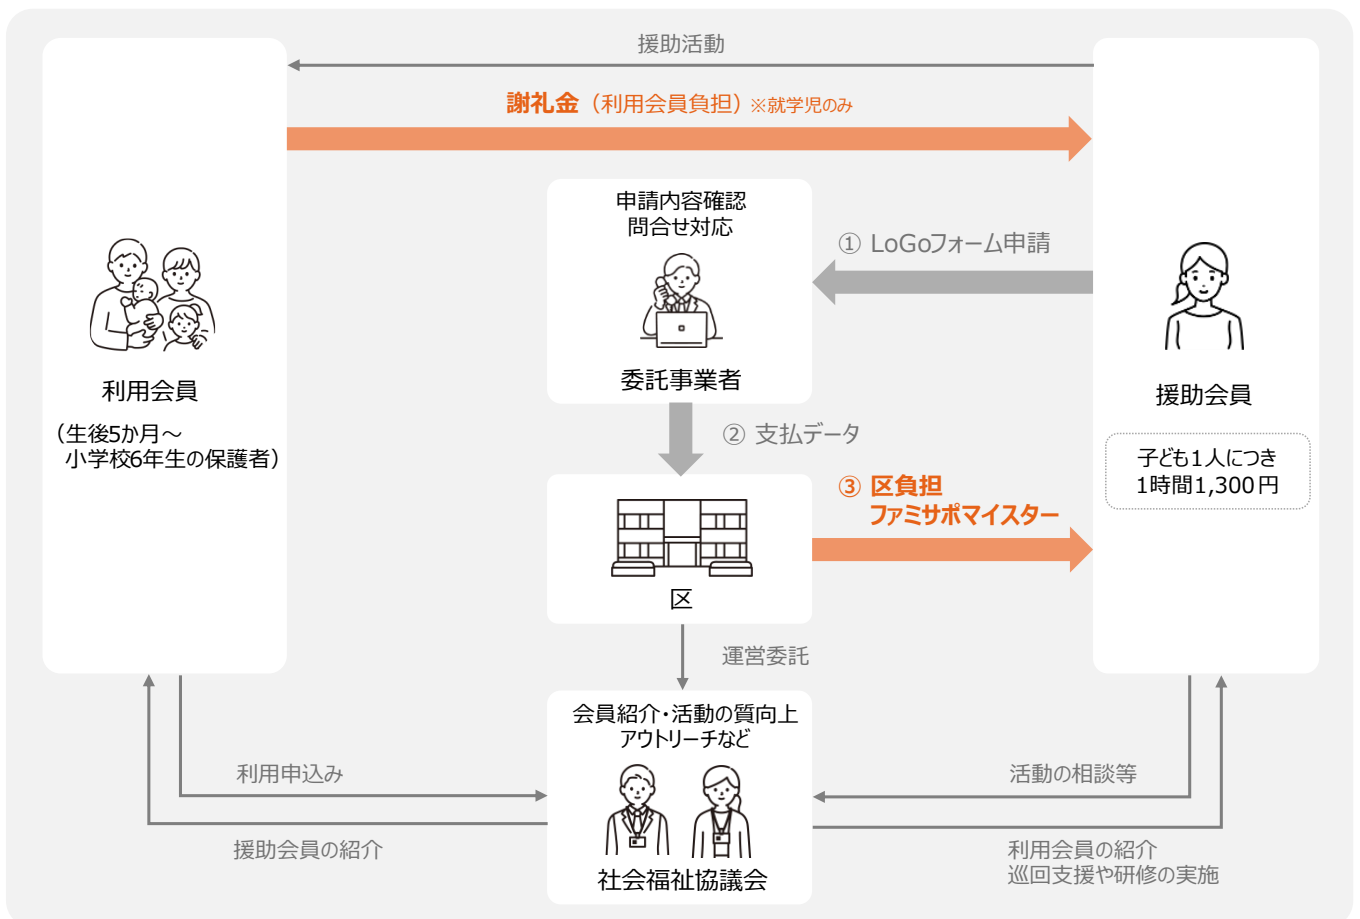 援助活動
謝礼金（利用会員負担）※就学児のみ
申請内容確認
問合せ対応
委託事業者
① LoGoフォーム申請
利用会員
（生後5か月～
小学校6年生の保護者）
援助会員
子ども1人につき
1時間1,300円
② 支払データ
③ 区負担
ファミサポマイスター
区
運営委託
会員紹介・活動の質向上
アウトリーチなど
社会福祉協議会
利用申込み
援助会員の紹介
活動の相談等
利用会員の紹介
巡回支援や研修の実施